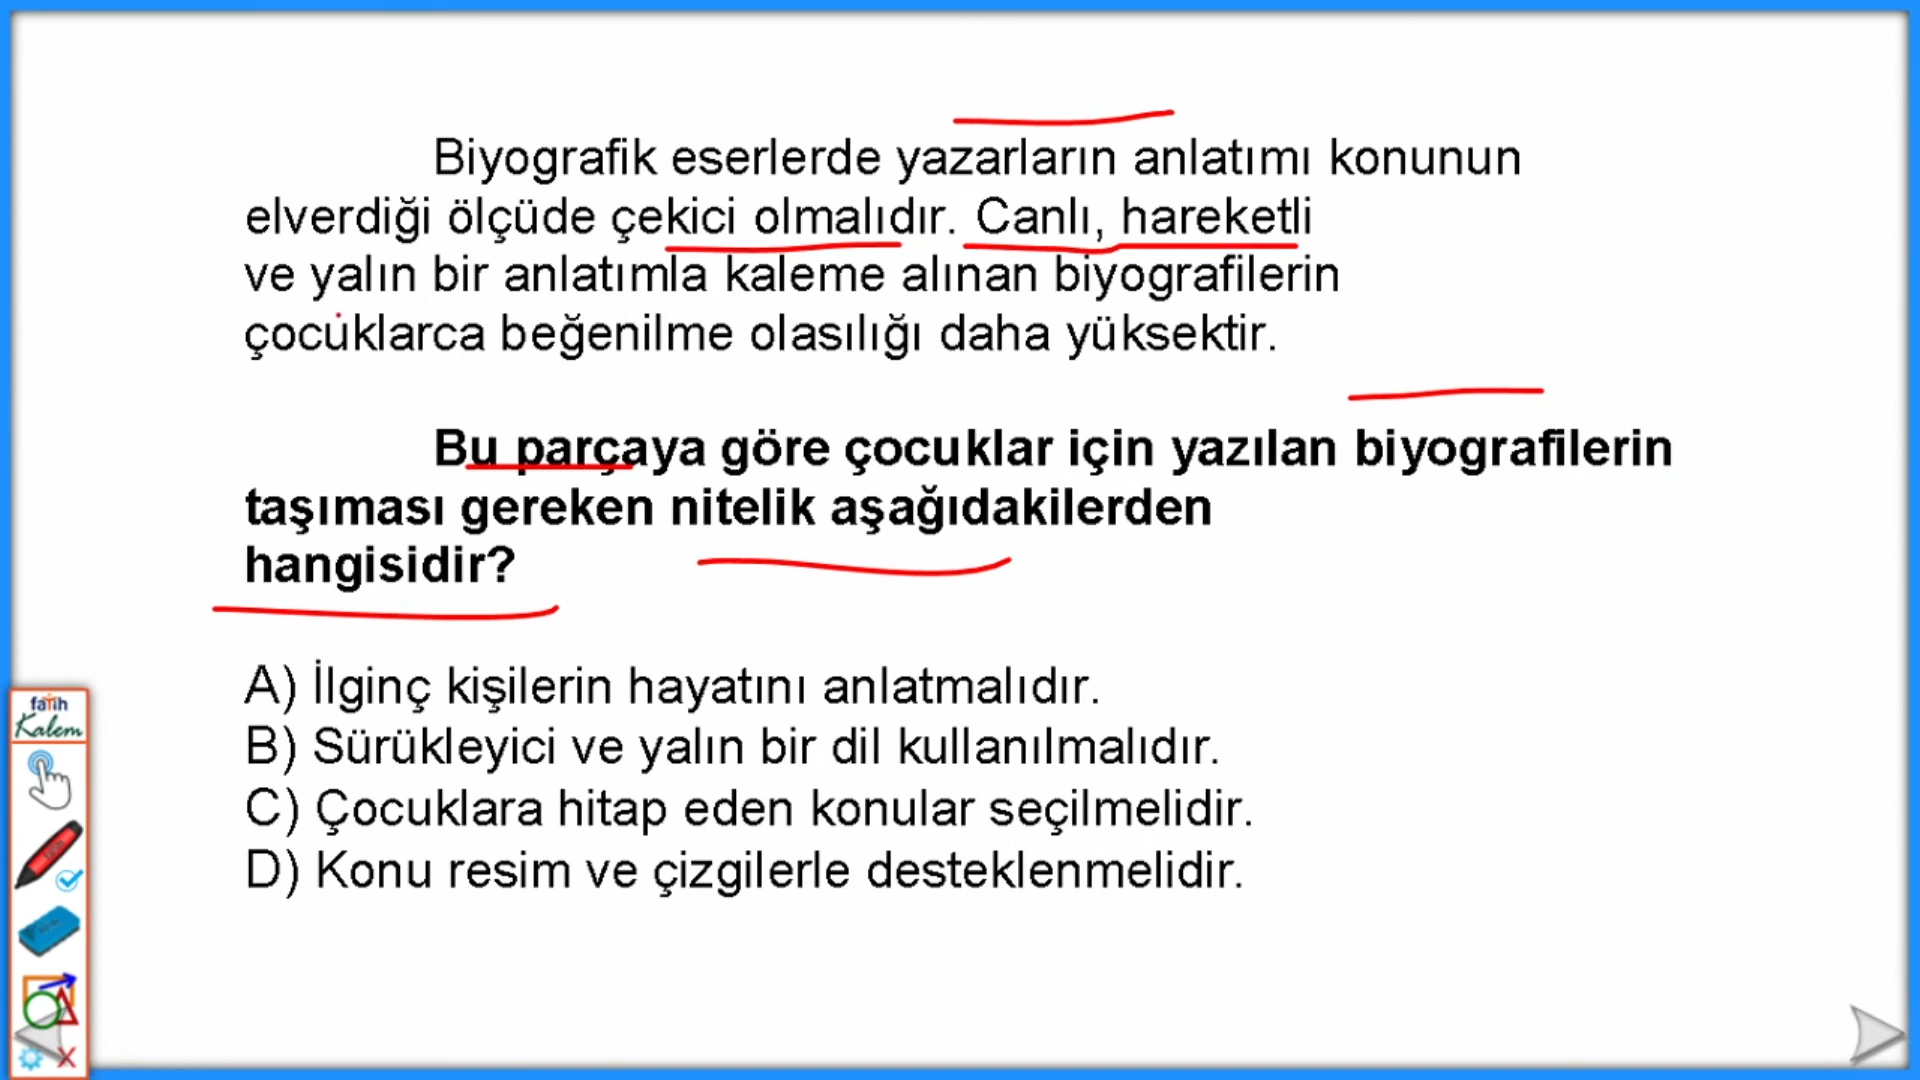 Biyografik eserlerde yazarların anlatımı konunun
elverdiği ölçüde çekici olmalıdır. Canlı, hareketli
ve yalın bir anlatımla kaleme alınan biyografilerin
çocuklarca beğenilme olasılığı daha yüksektir.
Bu parçaya göre çocuklar için yazılan biyografilerin
taşıması gereken nitelik aşağıdakilerden
hangisidir?
A) İlginç kişilerin hayatını anlatmalıdır.
B) Sürükleyici ve yalın bir dil kullanılmalıdır.
C) Çocuklara hitap eden konular seçilmelidir.
D) Konu resim ve çizgilerle desteklenmelidir.
fatih
Kalem